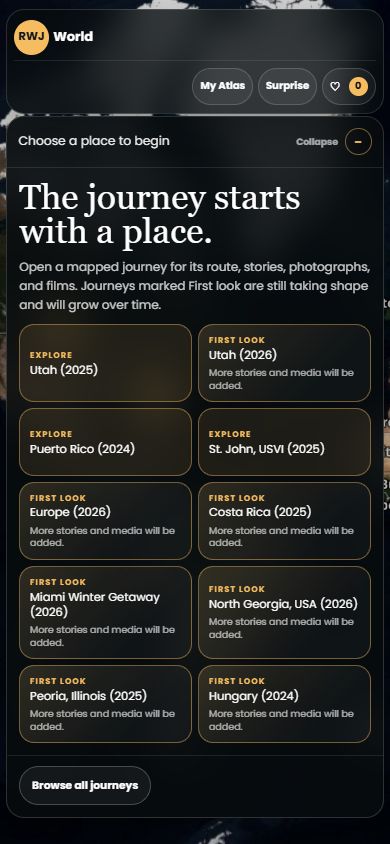 RWJ World
My Atlas Surprise ♡ 0
Choose a place to begin Collapse –
The journey starts
with a place.
Open a mapped journey for its route, stories, photographs,
and films. Journeys marked First look are still taking shape
and will grow over time.
EXPLORE
Utah (2025)
FIRST LOOK
Utah (2026)
More stories and media will be
added.
EXPLORE
Puerto Rico (2024)
EXPLORE
St. John, USVI (2025)
FIRST LOOK
Europe (2026)
More stories and media will be
added.
FIRST LOOK
Costa Rica (2025)
More stories and media will be
added.
FIRST LOOK
Miami Winter Getaway
(2026)
More stories and media will be
added.
FIRST LOOK
North Georgia, USA (2026)
More stories and media will be
added.
FIRST LOOK
Peoria, Illinois (2025)
More stories and media will be
added.
FIRST LOOK
Hungary (2024)
More stories and media will be
added.
Browse all journeys